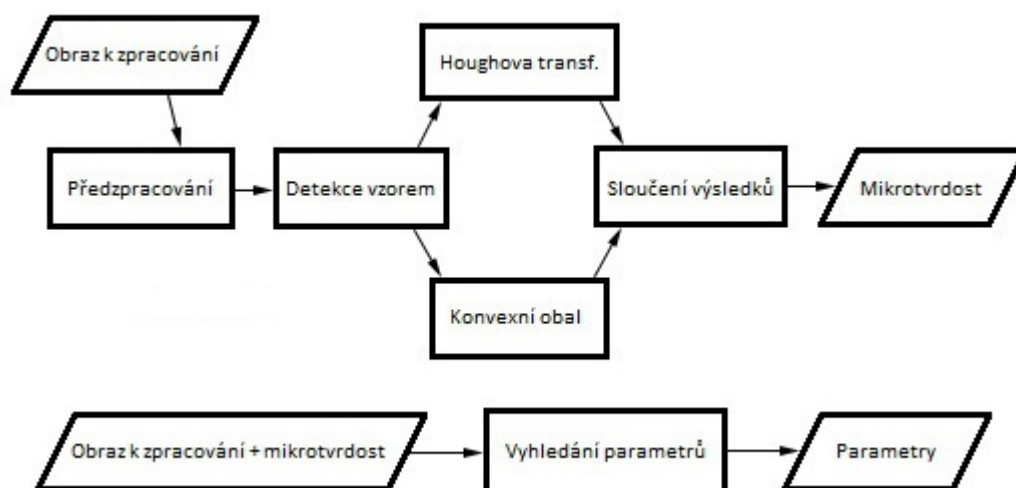 Obraz k zpracování
Houghova transf.
Předzpracování
Detekce vzorem
Sloučení výsledků
Mikrotvrdost
Konvexní obal
Obraz k zpracování + mikrotvrdost
Vyhledání parametrů
Parametry